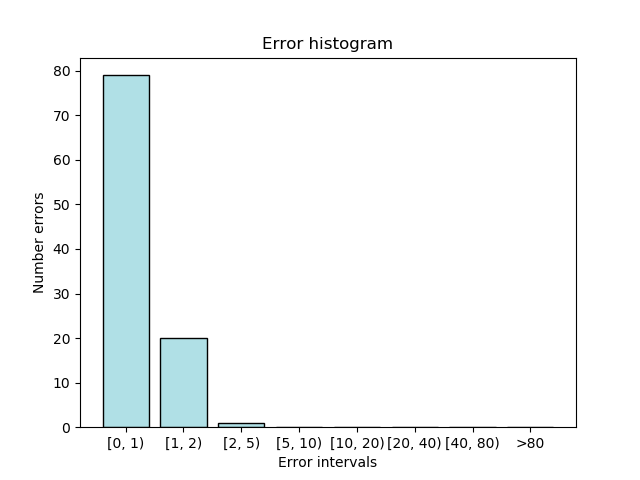 Error histogram
80
70
60
50
40
30
20
10
0
Number errors
[0, 1) [1, 2) [2, 5) [5, 10) [10, 20) [20, 40) [40, 80) >80
Error intervals